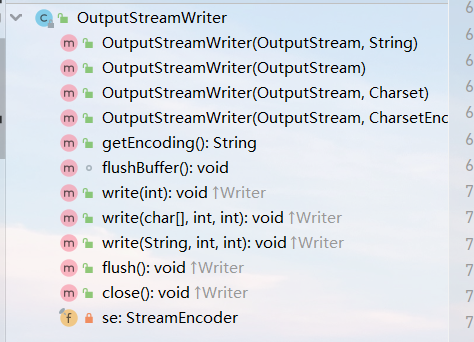 OutputStreamWriter
OutputStreamWriter(OutputStream, String)
OutputStreamWriter(OutputStream)
OutputStreamWriter(OutputStream, Charset)
OutputStreamWriter(OutputStream, CharsetEnc
getEncoding(): String
flushBuffer(): void
write(int): void ↑Writer
write(char[], int, int): void ↑Writer
write(String, int, int): void ↑Writer
flush(): void ↑Writer
close(): void ↑Writer
se: StreamEncoder